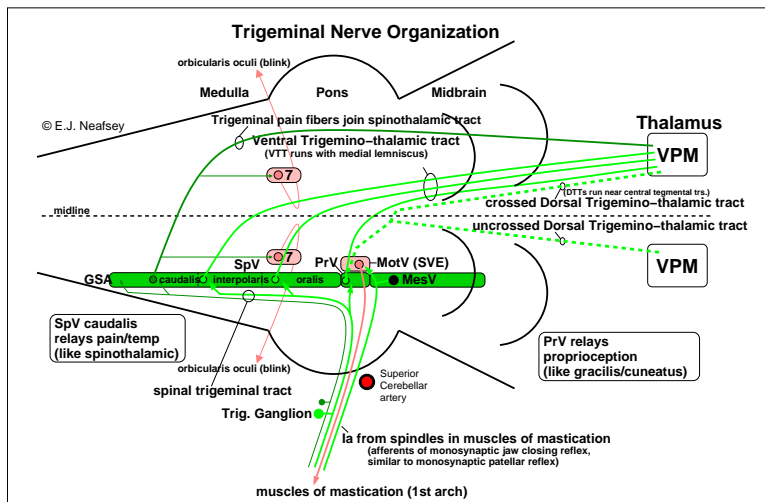 Trigeminal Nerve Organization
orbicularis oculi (blink)
Medulla
Pons
Midbrain
© E.J. Neafsey
Trigeminal pain fibers join spinothalamic tract
Thalamus
Ventral Trigemino−thalamic tract
(VTT runs with medial lemniscus)
VPM
7
(DTTs run near central tegmental trs.)
crossed Dorsal Trigemino−thalamic tract
midline
uncrossed Dorsal Trigemino−thalamic tract
7
SpV
PrV
MotV (SVE)
VPM
GSA
caudalis
interpolaris
oralis
MesV
SpV caudalis
relays pain/temp
(like spinothalamic)
PrV relays
proprioception
(like gracilis/cuneatus)
orbicularis oculi (blink)
spinal trigeminal tract
Superior
Cerebellar
artery
Trig. Ganglion
Ia from spindles in muscles of mastication
(afferents of monosynaptic jaw closing reflex,
similar to monosynaptic patellar reflex)
muscles of mastication (1st arch)